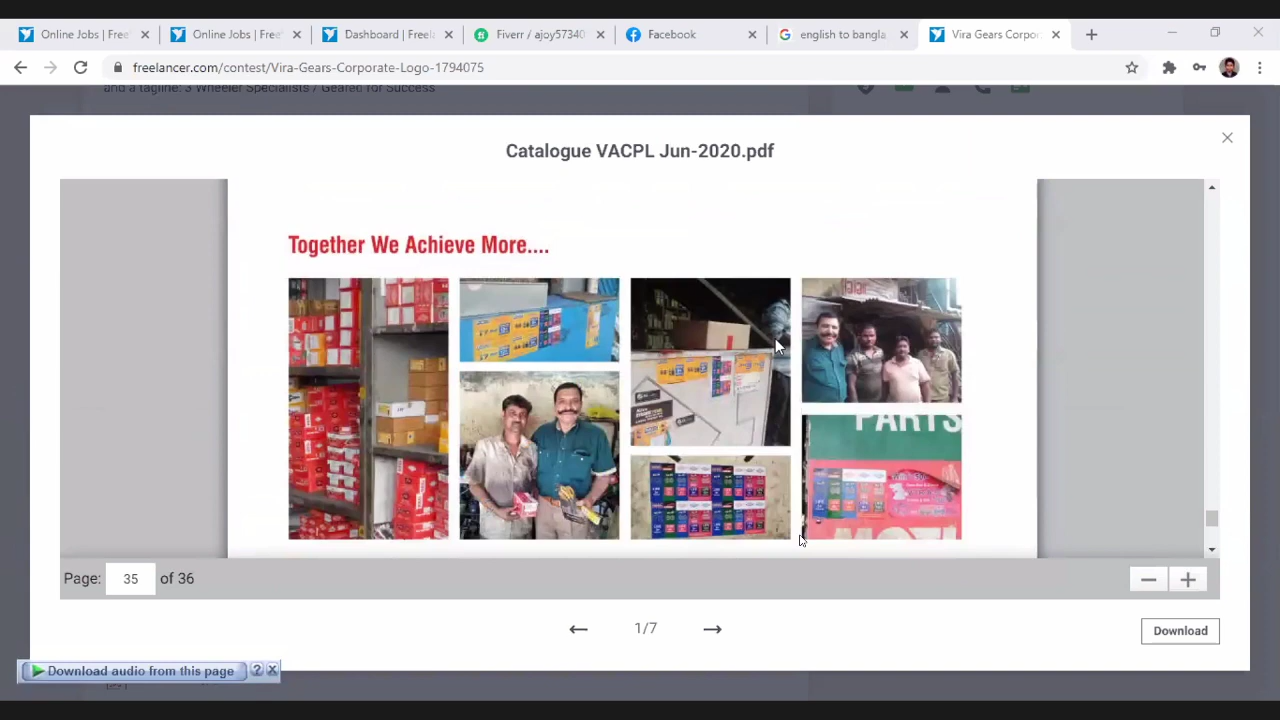 Online Jobs | Free
Online Jobs | Free
Dashboard | Freela
Fiverr / ajoy57340
Facebook
english to bangla
Vira Gears Corpor
freelancer.com/contest/Vira-Gears-Corporate-Logo-1794075
and a tagline: 3 Wheeler Specialists / Geared for Success
Catalogue VACPL Jun-2020.pdf
Together We Achieve More....
PARTS
Page: 35 of 36
1/7
Download
Download audio from this page